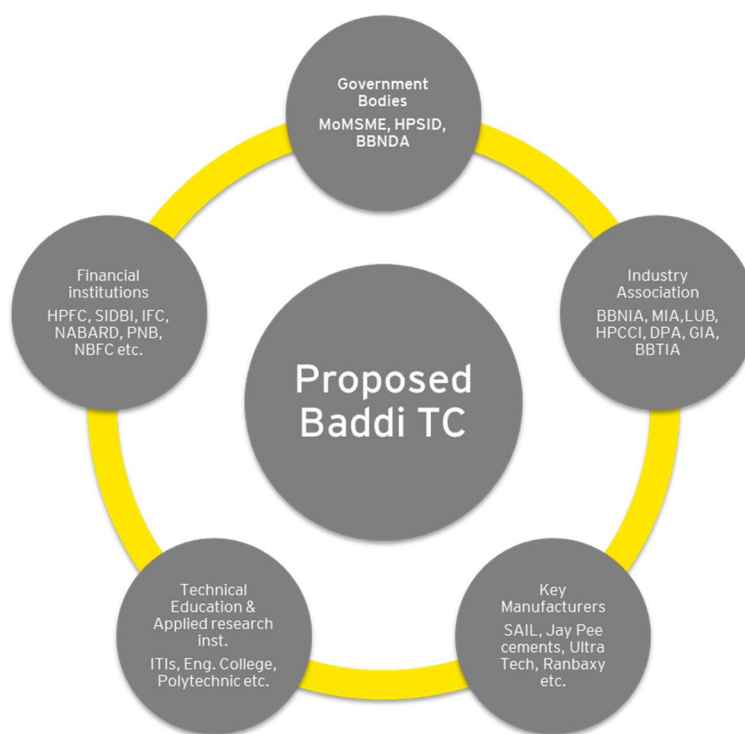 Government
Bodies
MoMSME, HPSID,
BBNDA
Financial
institutions
HPFC, SIDBI, IFC,
NABARD, PNB,
NBFC etc.
Industry
Association
BBNIA, MIA,LUB,
HPCCI, DPA, GIA,
BBTIA
Proposed
Baddi TC
Technical
Education &
Applied research
inst.
ITIs, Eng. College,
Polytechnic etc.
Key
Manufacturers
SAIL, Jay Pee
cements, Ultra
Tech, Ranbaxy
etc.